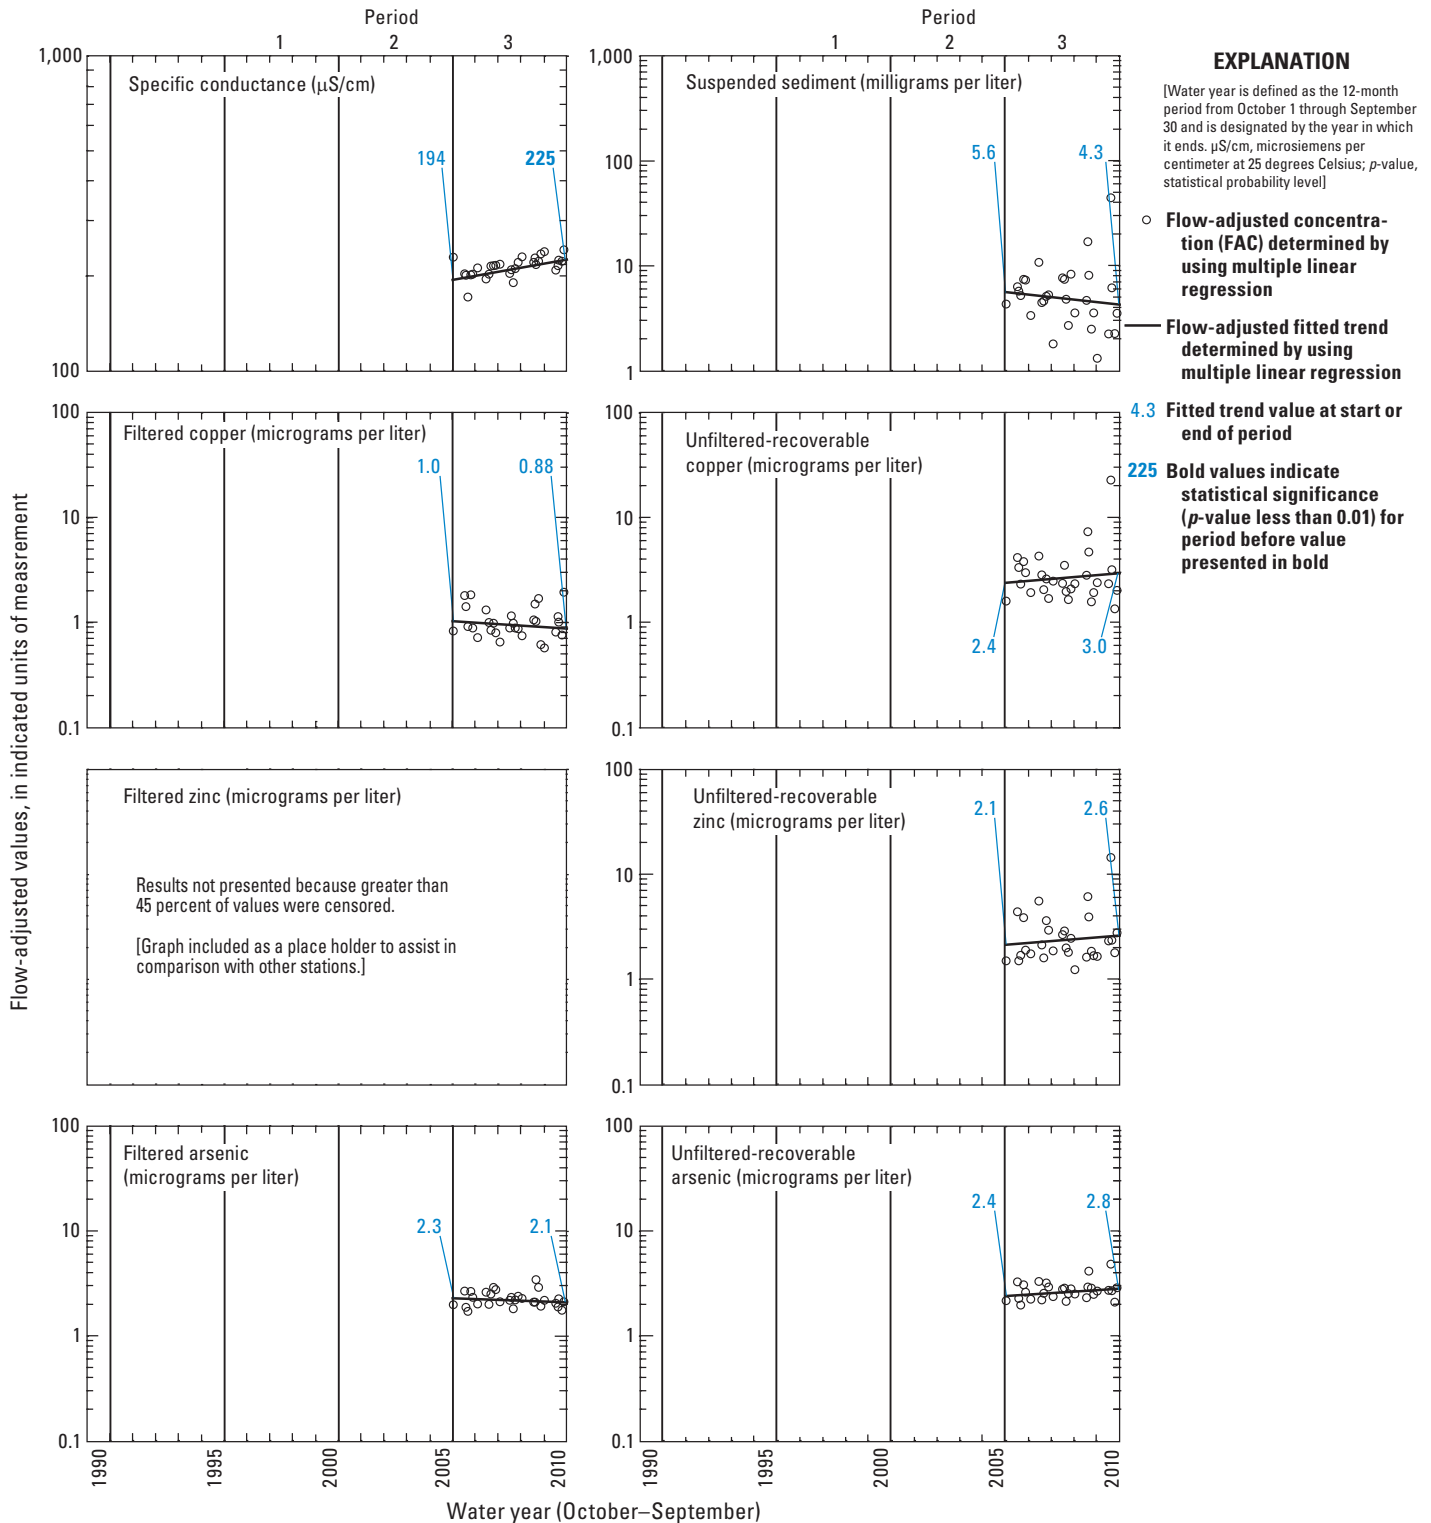 Period
1 2 3
Period
1 2 3
1,000
100
Specific conductance (µS/cm)
194
225
1,000
100
10
1
Suspended sediment (milligrams per liter)
5.6
4.3
100
10
1
0.1
Filtered copper (micrograms per liter)
1.0
0.88
100
10
1
0.1
Unfiltered-recoverable
copper (micrograms per liter)
2.4
3.0
Filtered zinc (micrograms per liter)
Results not presented because greater than
45 percent of values were censored.
[Graph included as a place holder to assist in
comparison with other stations.]
100
10
1
0.1
Unfiltered-recoverable
zinc (micrograms per liter)
2.1
2.6
100
10
1
0.1
Filtered arsenic
(micrograms per liter)
2.3
2.1
100
10
1
0.1
Unfiltered-recoverable
arsenic (micrograms per liter)
2.4
2.8
1990 1995 2000 2005 2010
1990 1995 2000 2005 2010
Water year (October–September)
Flow-adjusted values, in indicated units of measrement
EXPLANATION
[Water year is defined as the 12-month
period from October 1 through September
30 and is designated by the year in which
it ends. µS/cm, microsiemens per
centimeter at 25 degrees Celsius; p-value,
statistical probability level]
Flow-adjusted concentra-
tion (FAC) determined by
using multiple linear
regression
Flow-adjusted fitted trend
determined by using
multiple linear regression
4.3 Fitted trend value at start or
end of period
225 Bold values indicate
statistical significance
(p-value less than 0.01) for
period before value
presented in bold